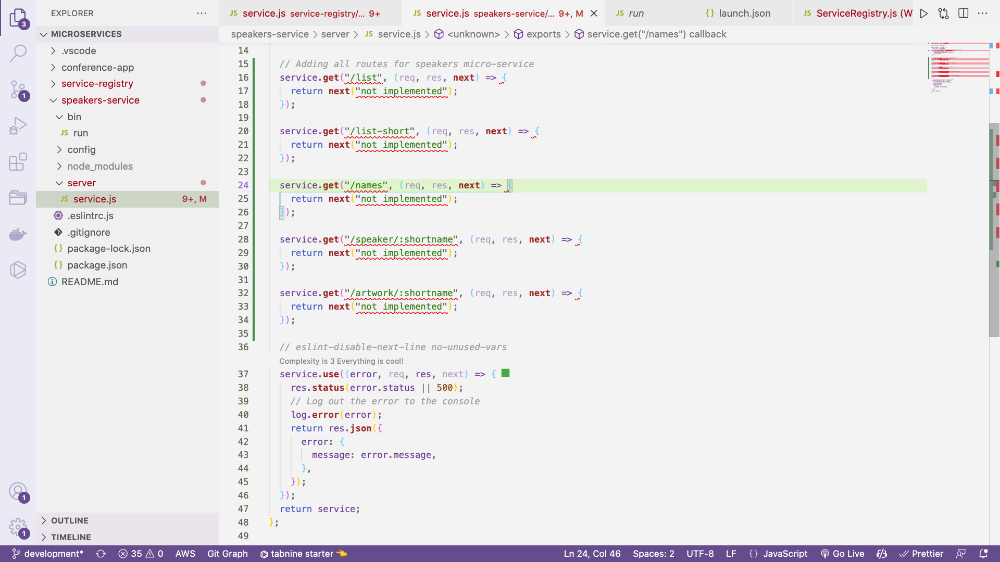 EXPLORER
MICROSERVICES
.vscode
conference-app
service-registry
speakers-service
bin
JS run
config
node_modules
server
JS service.js 9+, M
.eslintrc.js
.gitignore
{} package-lock.json
{} package.json
README.md
OUTLINE
TIMELINE
3
1
1
1
JS service.js service-registry/... 9+
JS service.js speakers-service/... 9+, M
JS run
{} launch.json
JS ServiceRegistry.js (W
speakers-service > server > JS service.js > <unknown> > exports > service.get("/names") callback
14
15 // Adding all routes for speakers micro-service
16 service.get("/list", (req, res, next) => {
17 return next("not implemented");
18 });
19
20 service.get("/list-short", (req, res, next) => {
21 return next("not implemented");
22 });
23
24 service.get("/names", (req, res, next) => {
25 return next("not implemented");
26 });
27
28 service.get("/speaker/:shortname", (req, res, next) => {
29 return next("not implemented");
30 });
31
32 service.get("/artwork/:shortname", (req, res, next) => {
33 return next("not implemented");
34 });
35
36 // eslint-disable-next-line no-unused-vars
Complexity is 3 Everything is cool!
37 service.use((error, req, res, next) => {
38 res.status(error.status || 500);
39 // Log out the error to the console
40 log.error(error);
41 return res.json({
42 error: {
43 message: error.message,
44 },
45 });
46 });
47 return service;
48 };
49
development* 35 0 AWS Git Graph tabnine starter Ln 24, Col 46 Spaces: 2 UTF-8 LF {} JavaScript Go Live Prettier